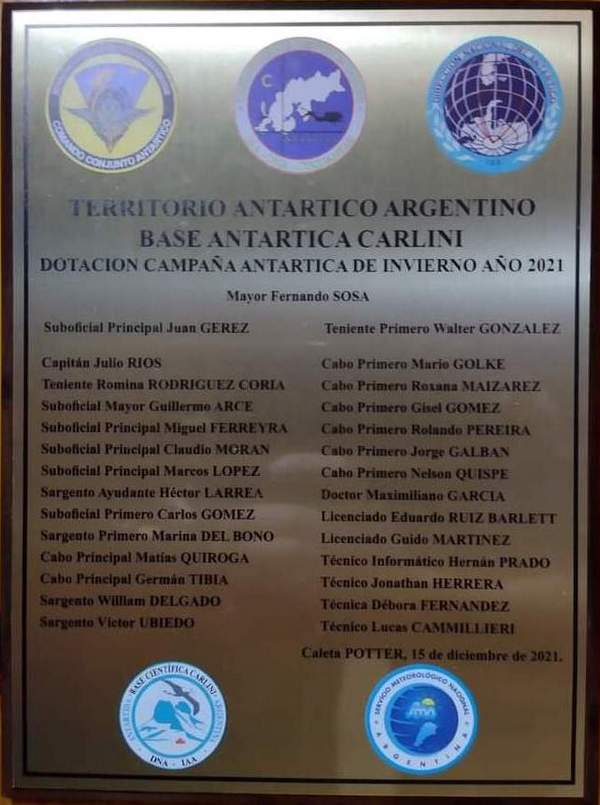 COMANDO CONJUNTO ANTARTICO
C
TERRITORIO ANTARTICO ARGENTINO
BASE ANTARTICA CARLINI
DOTACION CAMPAÑA ANTARTICA DE INVIERNO AÑO 2021
Mayor Fernando SOSA
Suboficial Principal Juan GEREZ
Teniente Primero Walter GONZALEZ
Capitán Julio RIOS
Teniente Romina RODRIGUEZ CORIA
Suboficial Mayor Guillermo ARCE
Suboficial Principal Miguel FERREYRA
Suboficial Principal Claudio MORAN
Suboficial Principal Marcos LOPEZ
Sargento Ayudante Héctor LARREA
Suboficial Primero Carlos GOMEZ
Sargento Primero Marina DEL BONO
Cabo Principal Matías QUIROGA
Cabo Principal Germán TIBIA
Sargento William DELGADO
Sargento Victor UBIEDO
Cabo Primero Mario GOLKE
Cabo Primero Roxana MAIZAREZ
Cabo Primero Gisel GOMEZ
Cabo Primero Rolando PEREIRA
Cabo Primero Jorge GALBAN
Cabo Primero Nelson QUISPE
Doctor Maximiliano GARCIA
Licenciado Eduardo RUIZ BARLETT
Licenciado Guido MARTINEZ
Técnico Informático Hernán PRADO
Técnico Jonathan HERRERA
Técnica Débora FERNANDEZ
Técnico Lucas CAMMILLIERI
Caleta POTTER, 15 de diciembre de 2021.
BASE CIENTÍFICA CARLINI
ANTARTIDA ARGENTINA
DNA - IAA
SERVICIO METEOROLÓGICO NACIONAL
ARGENTINA